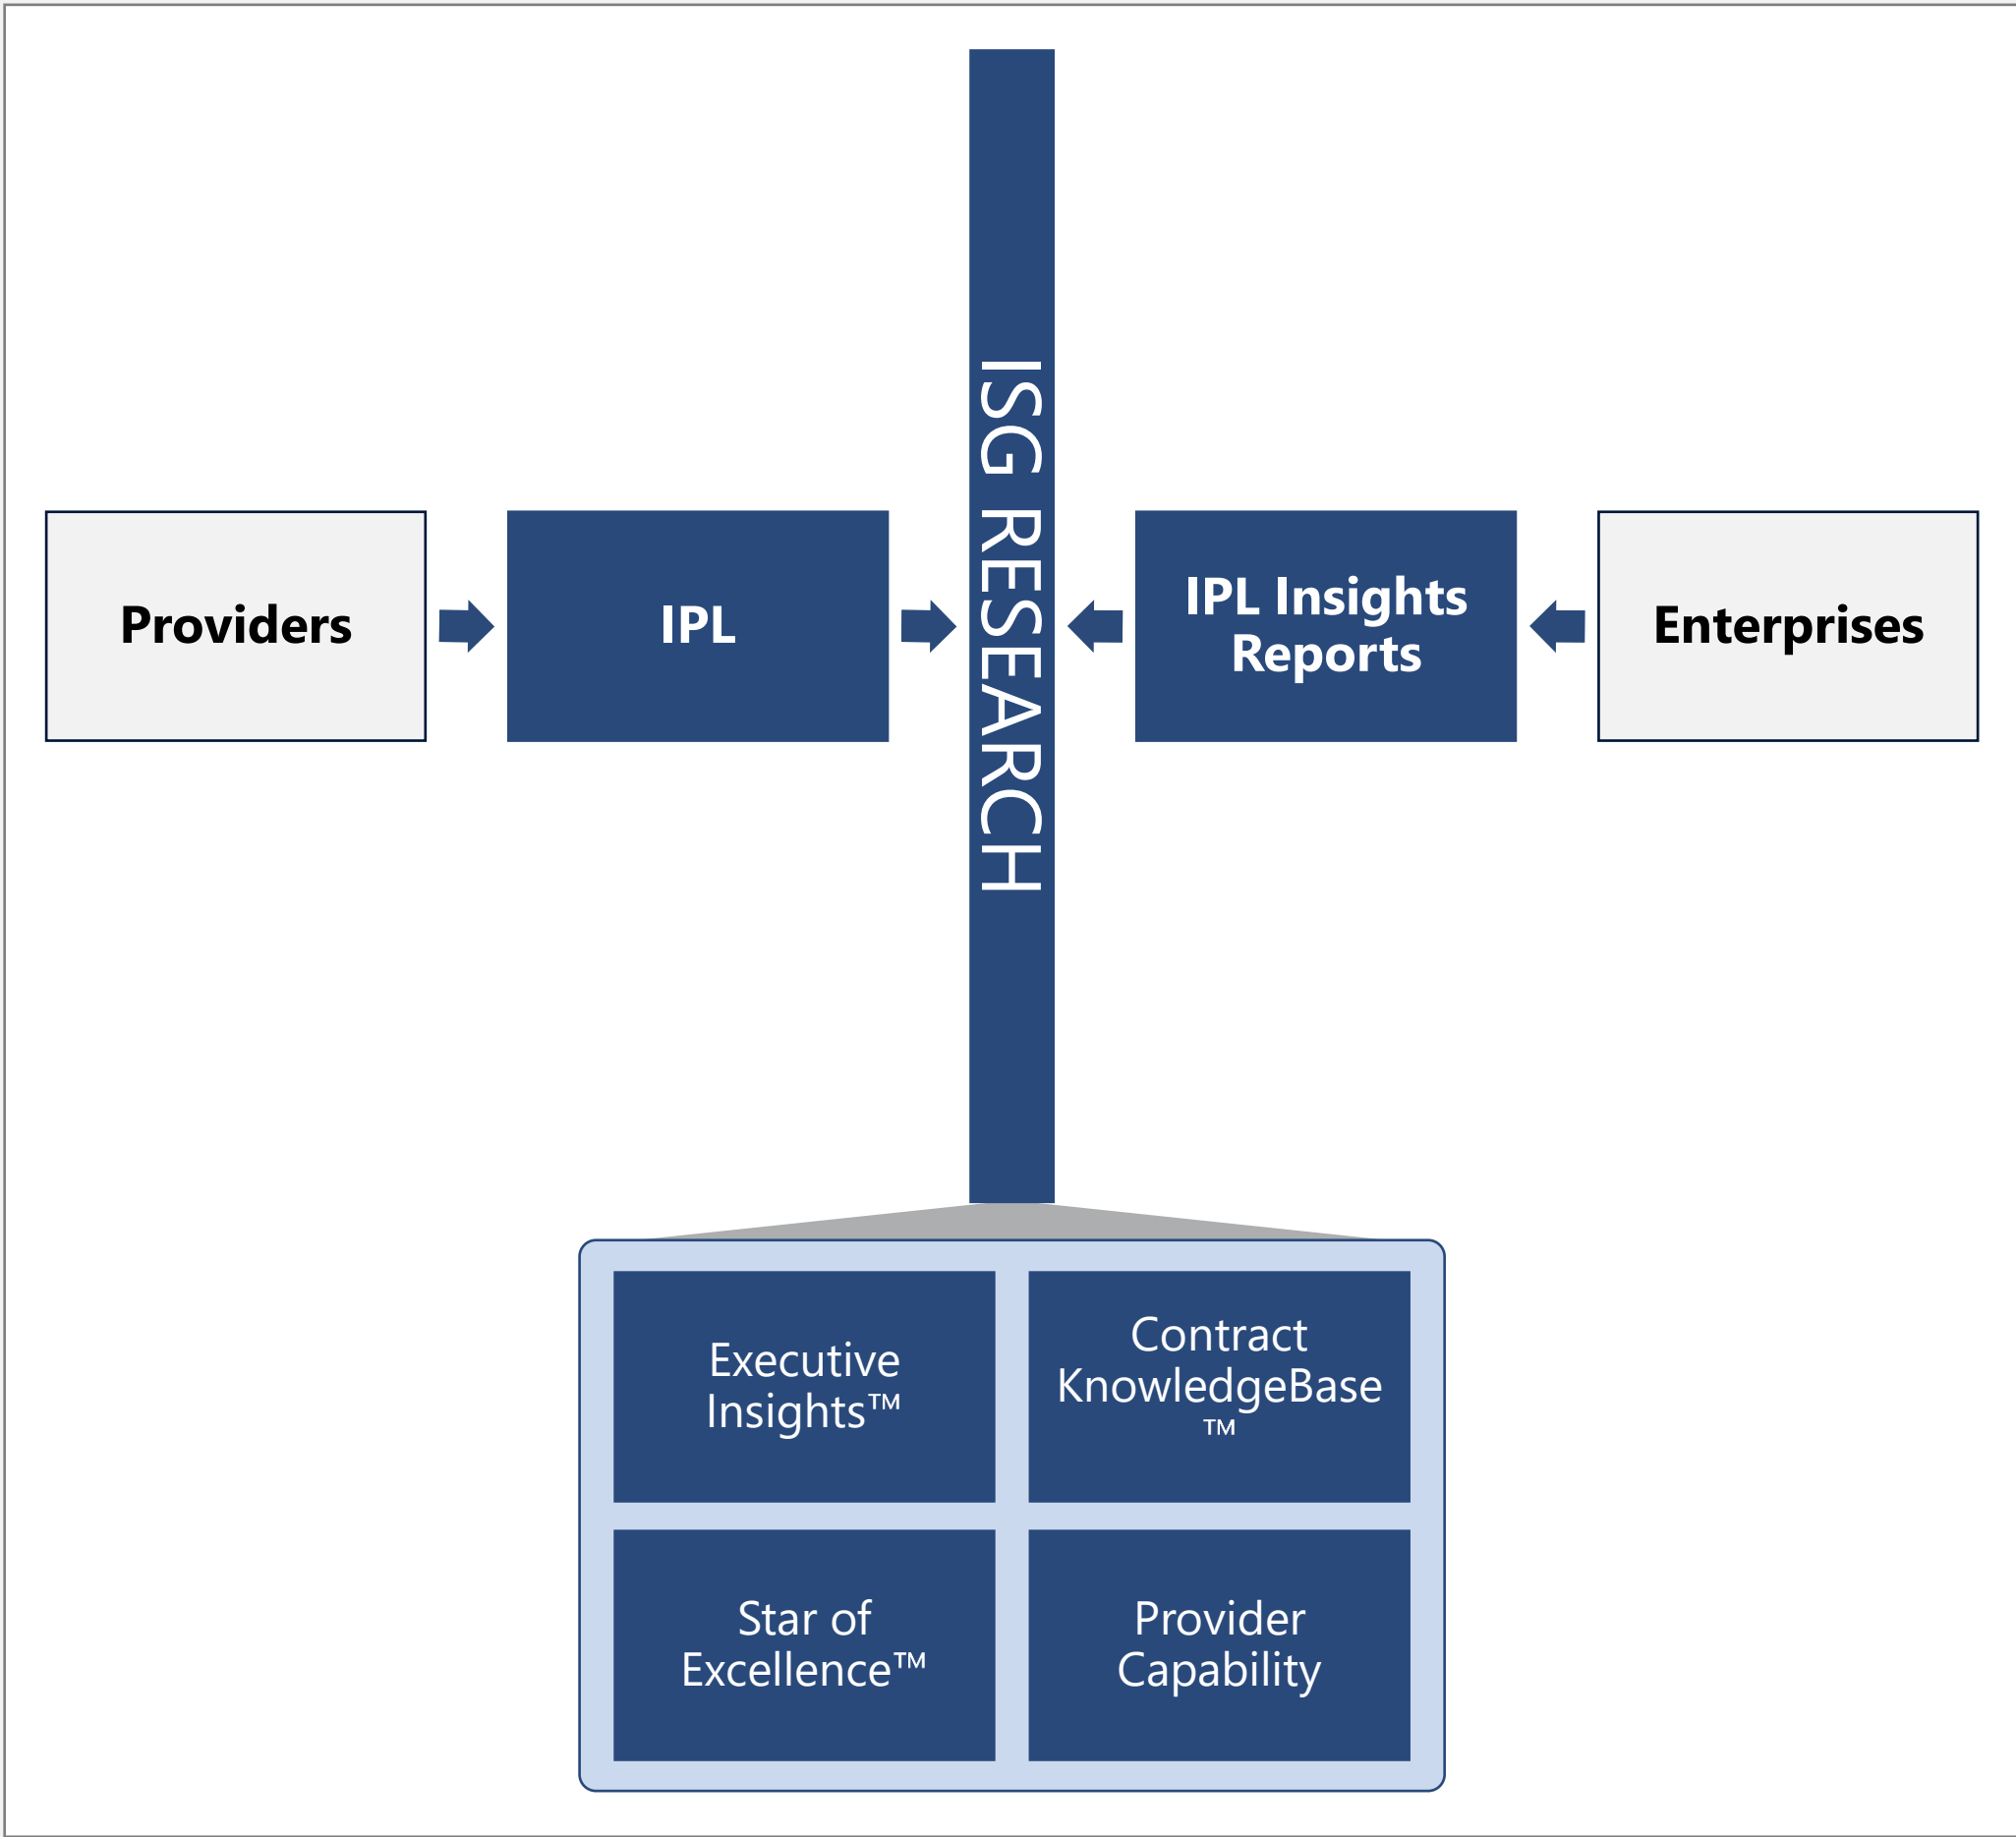 Providers
IPL
ISG RESEARCH
IPL Insights
Reports
Enterprises
Executive
Insights™
Contract
KnowledgeBase
™
Star of
Excellence™
Provider
Capability